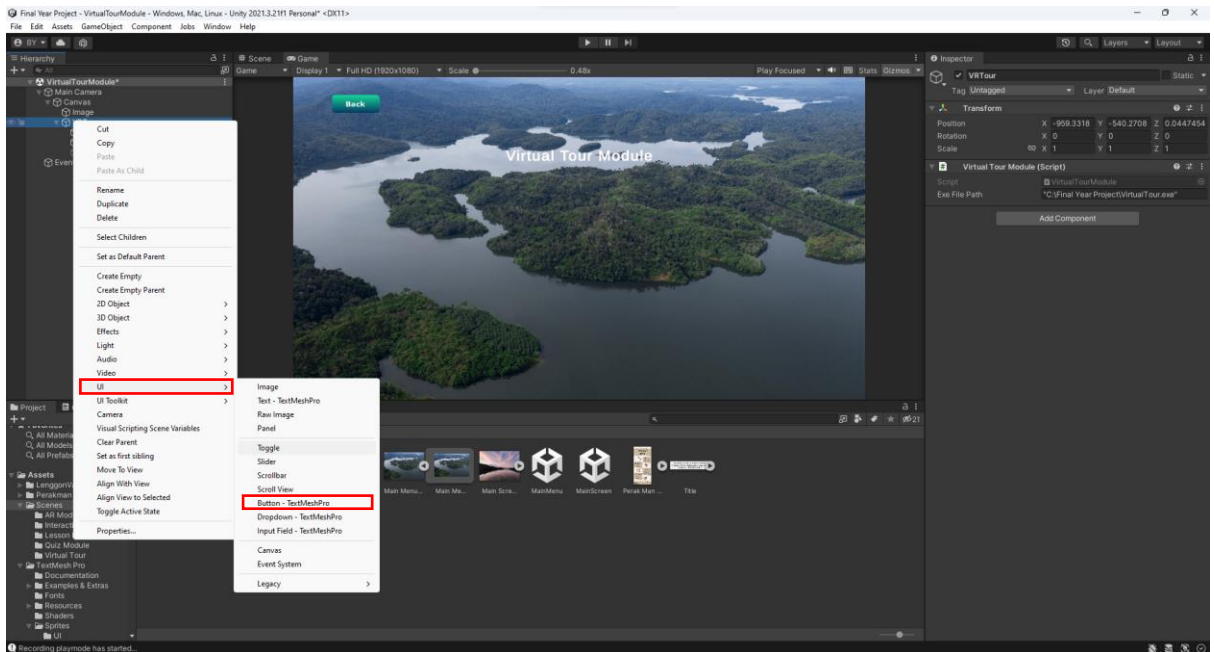 Final Year Project - VirtualTourModule - Windows, Mac, Linux - Unity 2021.3.21f1 Personal* <DX11>
File Edit Assets GameObject Component Jobs Window Help
BY
Layers Layout
Hierarchy
All
VirtualTourModule*
Main Camera
Canvas
Image
Even
Cut
Copy
Paste
Paste As Child
Rename
Duplicate
Delete
Select Children
Set as Default Parent
Create Empty
Create Empty Parent
2D Object
3D Object
Effects
Light
Audio
Video
UI
UI Toolkit
Camera
Visual Scripting Scene Variables
Clear Parent
Set as first sibling
Move To View
Align With View
Align View to Selected
Toggle Active State
Properties...
Image
Text - TextMeshPro
Raw Image
Panel
Toggle
Slider
Scrollbar
Scroll View
Button - TextMeshPro
Dropdown - TextMeshPro
Input Field - TextMeshPro
Canvas
Event System
Legacy
Scene Game
Game Display 1 Full HD (1920x1080) Scale 0.48x Play Focused Stats Gizmos
Back
Virtual Tour Module
Inspector
VRTour Static
Tag Untagged Layer Default
Transform
Position X -959.3318 Y -540.2708 Z 0.0447454
Rotation X 0 Y 0 Z 0
Scale X 1 Y 1 Z 1
Virtual Tour Module (Script)
Script VirtualTourModule
Exe File Path "C:\Final Year Project\VirtualTour.exe"
Add Component
Project
21
Favorites
All Materia
All Models
All Prefabs
Assets
LenggonV
Perakman
Scenes
AR Mod
Interact
Lesson
Quiz Module
Virtual Tour
TextMesh Pro
Documentation
Examples & Extras
Fonts
Resources
Shaders
Sprites
UI
Main Menu... Main Me... Main Scre... MainMenu MainScreen Perak Man ... Title
Recording playmode has started...